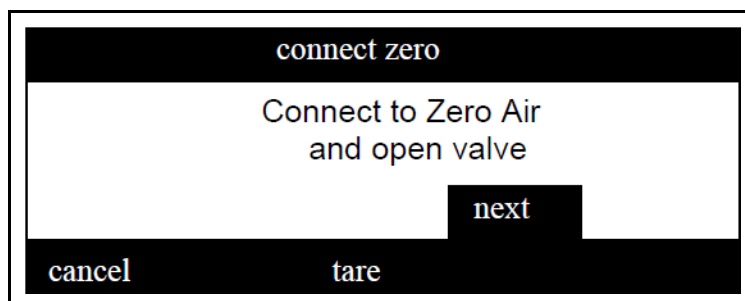 connect zero
Connect to Zero Air
and open valve
next
cancel tare